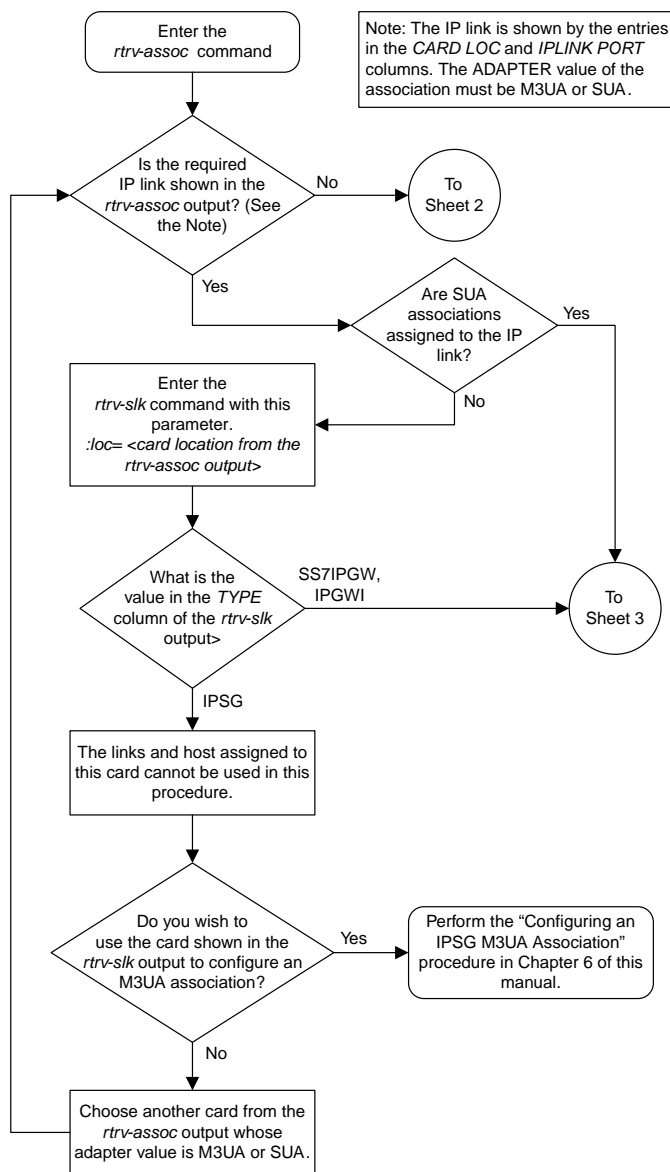 Enter the
rtrv-assoc command
Note: The IP link is shown by the entries
in the CARD LOC and IPLINK PORT
columns. The ADAPTER value of the
association must be M3UA or SUA.
Is the required
IP link shown in the
rtrv-assoc output? (See
the Note)
No
To
Sheet 2
Yes
Are SUA
associations
assigned to the IP
link?
Yes
No
Enter the
rtrv-slk command with this
parameter.
:loc= <card location from the
rtrv-assoc output>
What is the
value in the TYPE
column of the rtrv-slk
output>
SS7IPGW,
IPGWI
To
Sheet 3
IPSG
The links and host assigned to
this card cannot be used in this
procedure.
Do you wish to
use the card shown in the
rtrv-slk output to configure an
M3UA association?
Yes
Perform the “Configuring an
IPSG M3UA Association”
procedure in Chapter 6 of this
manual.
No
Choose another card from the
rtrv-assoc output whose
adapter value is M3UA or SUA.